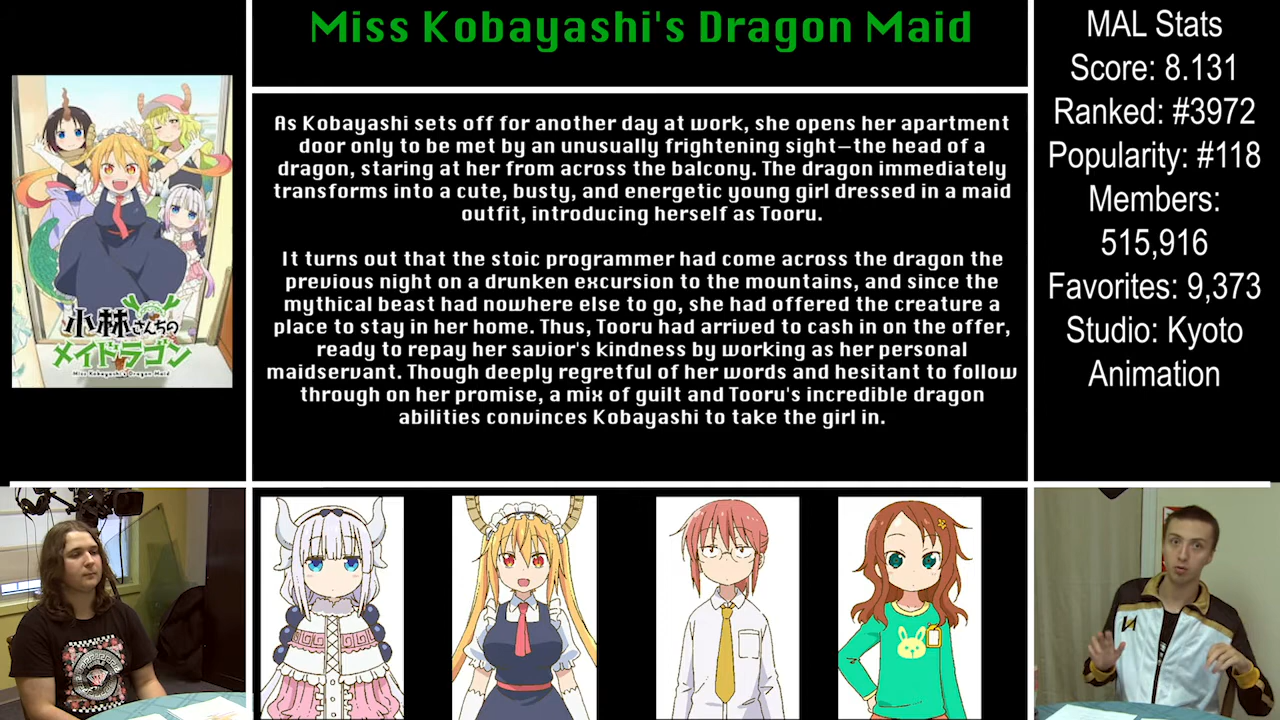 Miss Kobayashi's Dragon Maid
小林さんちの
メイドラゴン
Miss Kobayashi's Dragon Maid
As Kobayashi sets off for another day at work, she opens her apartment
door only to be met by an unusually frightening sight—the head of a
dragon, staring at her from across the balcony. The dragon immediately
transforms into a cute, busty, and energetic young girl dressed in a maid
outfit, introducing herself as Tooru.
It turns out that the stoic programmer had come across the dragon the
previous night on a drunken excursion to the mountains, and since the
mythical beast had nowhere else to go, she had offered the creature a
place to stay in her home. Thus, Tooru had arrived to cash in on the offer,
ready to repay her savior's kindness by working as her personal
maidservant. Though deeply regretful of her words and hesitant to follow
through on her promise, a mix of guilt and Tooru's incredible dragon
abilities convinces Kobayashi to take the girl in.
MAL Stats
Score: 8.131
Ranked: #3972
Popularity: #118
Members:
515,916
Favorites: 9,373
Studio: Kyoto
Animation